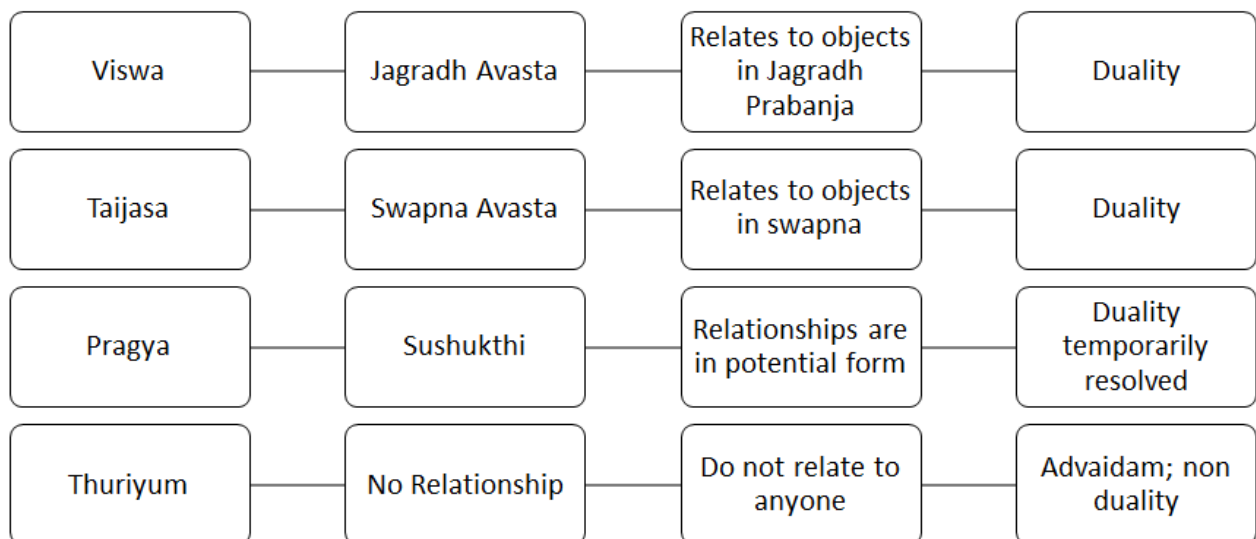 Viswa
Jagradh Avasta
Relates to objects
in Jagradh
Prabanja
Duality
Taijasa
Swapna Avasta
Relates to objects
in swapna
Duality
Pragya
Sushukthi
Relationships are
in potential form
Duality
temporarily
resolved
Thuriyum
No Relationship
Do not relate to
anyone
Advaidam; non
duality